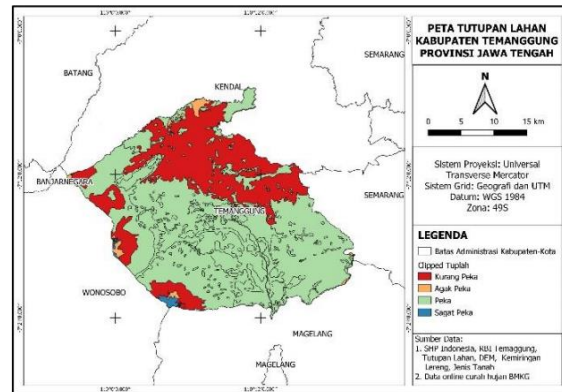 PETA TUTUPAN LAHAN
KABUPATEN TEMANGGUNG
PROVINSI JAWA TENGAH
N
0 5 10 15 km
Sistem Proyeksi: Universal
Transverse Mercator
Sistem Grid: Geografi dan UTM
Datum: WGS 1984
Zona: 49S
LEGENDA
Batas Administrasi Kabupaten-Kota
Clipped Tuplah
Kurang Peka
Agak Peku
Peka
Sagat Peka
Sumber Data:
1. SHP Indonesia, RBI Temaggung,
Tutupan Lahan, DEM, Kemiringan
Lereng, Jenis Tanah
2. Data online curah hujan BMKG
BATANG
KENDAL
SEMARANG
SEMARANG
BANJARNEGARA
TEMANGGUNG
WONOSOBO
MAGELANG
MAGELANG